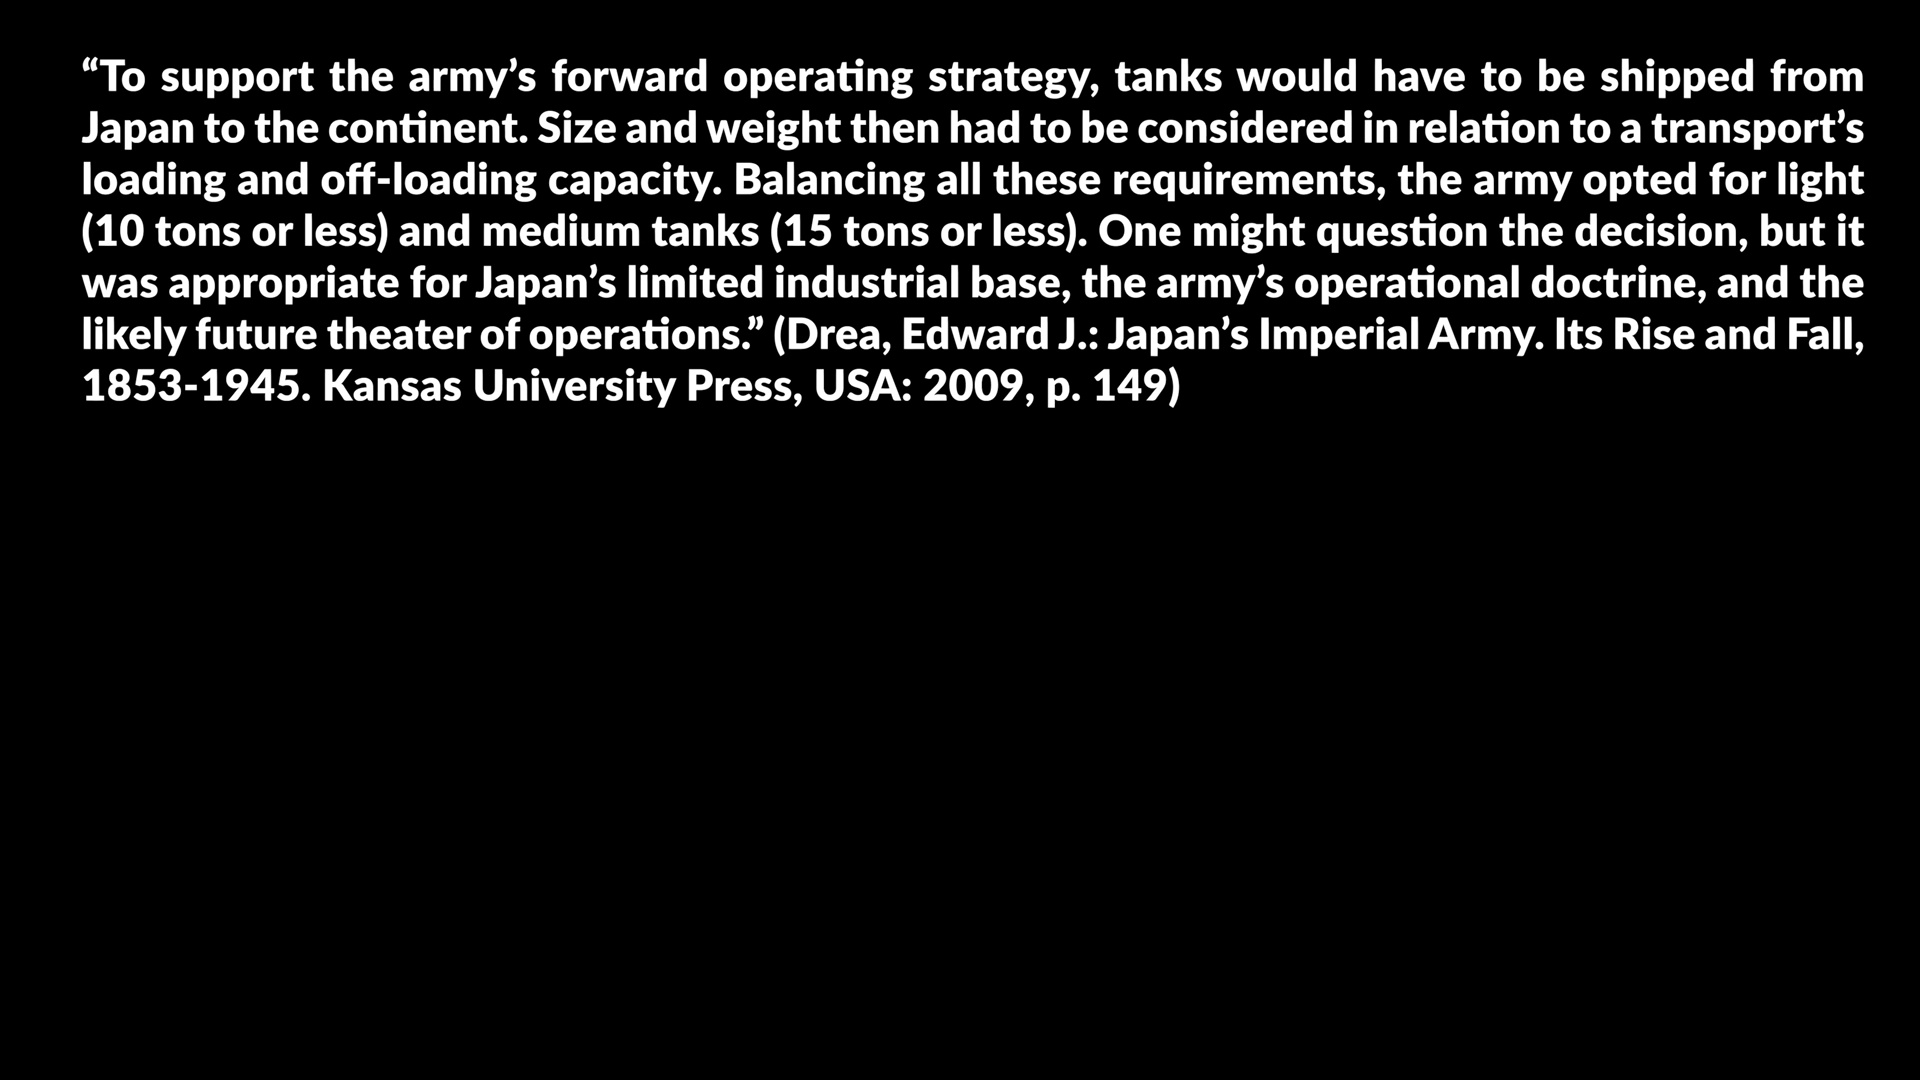 “To support the army’s forward operating strategy, tanks would have to be shipped from
Japan to the continent. Size and weight then had to be considered in relation to a transport’s
loading and off-loading capacity. Balancing all these requirements, the army opted for light
(10 tons or less) and medium tanks (15 tons or less). One might question the decision, but it
was appropriate for Japan’s limited industrial base, the army’s operational doctrine, and the
likely future theater of operations.” (Drea, Edward J.: Japan’s Imperial Army. Its Rise and Fall,
1853-1945. Kansas University Press, USA: 2009, p. 149)